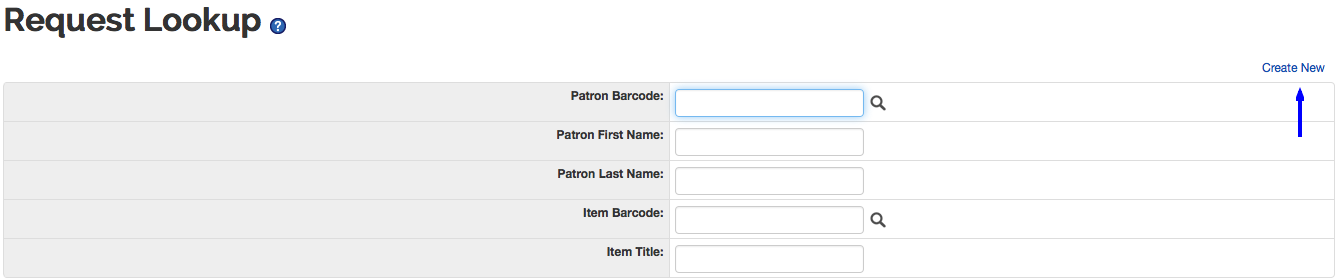 Request Lookup ?
Create New
Patron Barcode:
Patron First Name:
Patron Last Name:
Item Barcode:
Item Title: